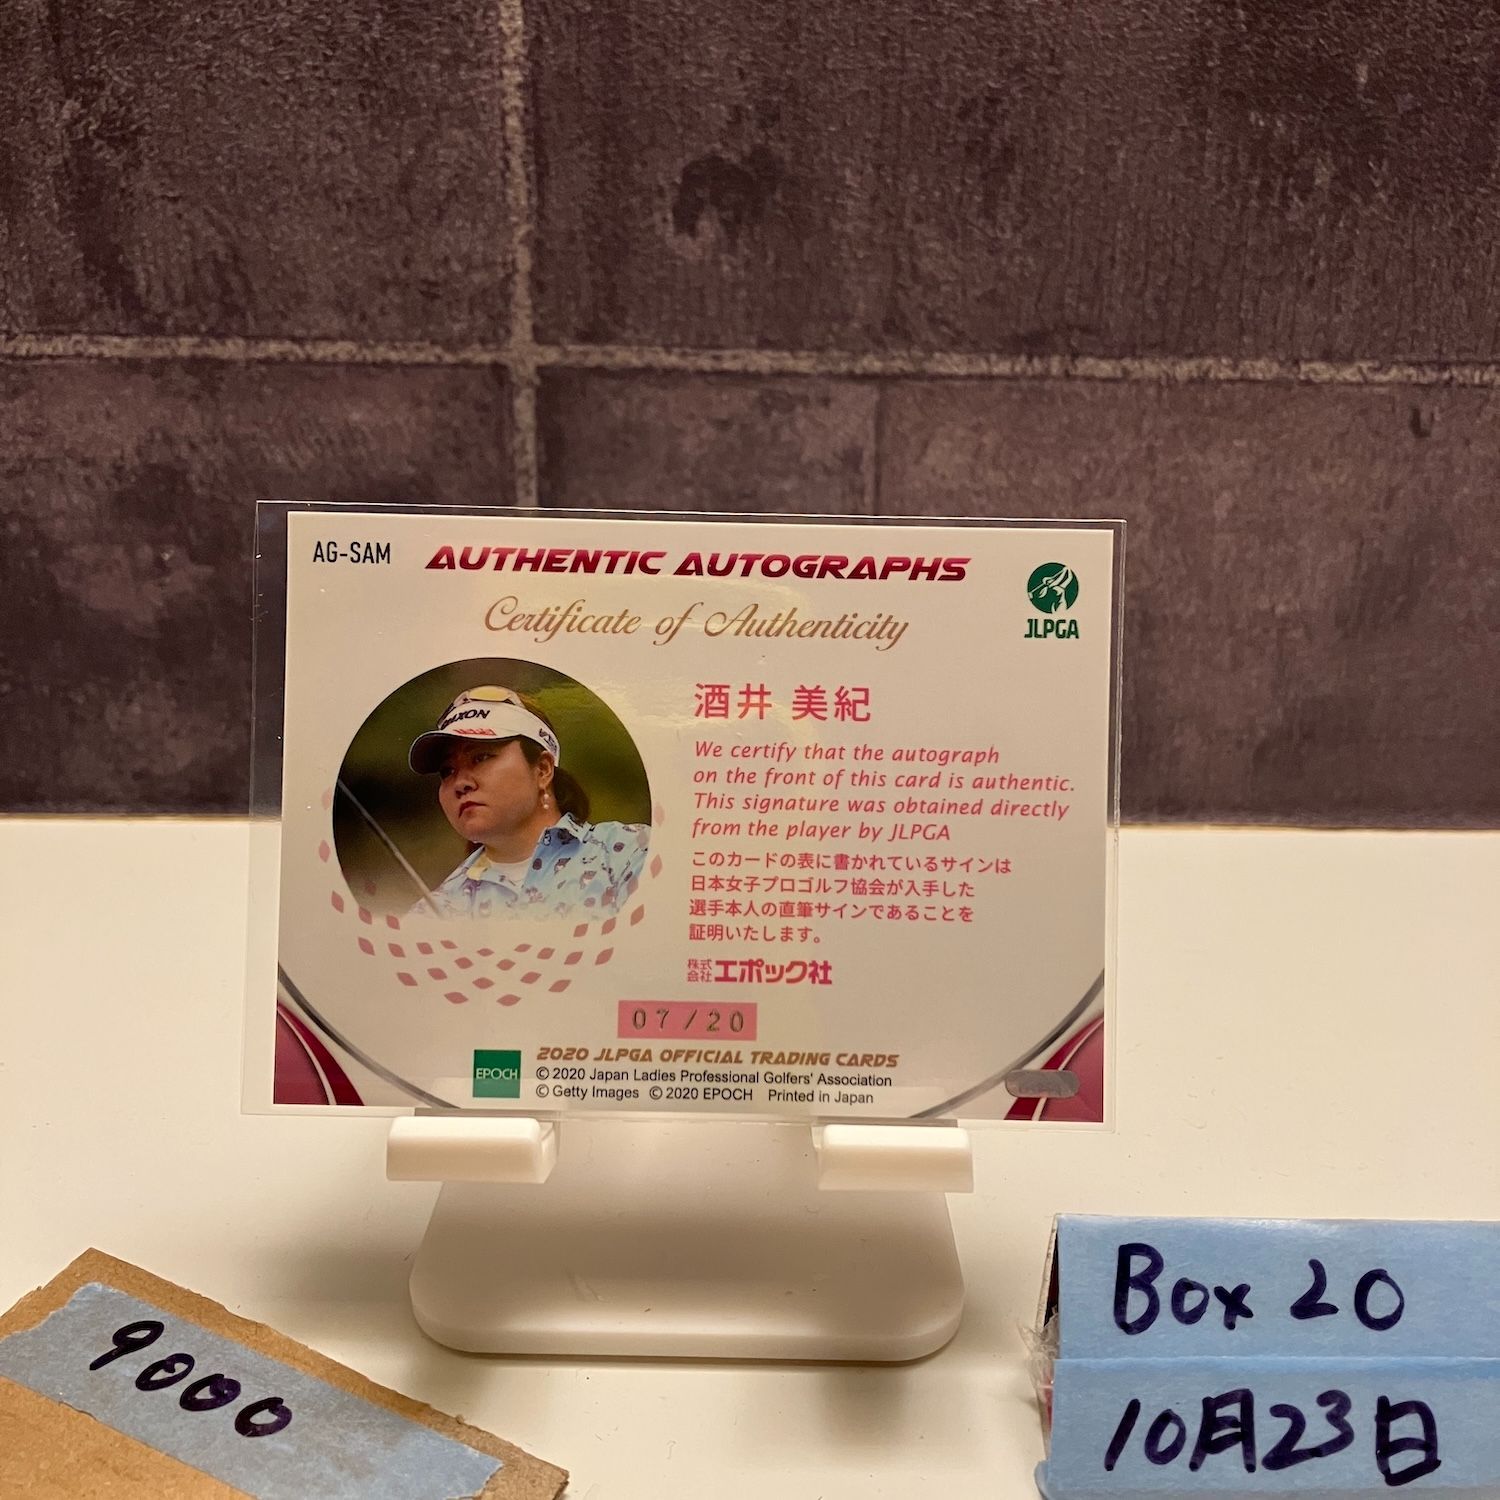 AG-SAM
AUTHENTIC AUTOGRAPHS
Certificate of Authenticity
JLPGA
酒井 美紀
We certify that the autograph
on the front of this card is authentic.
This signature was obtained directly
from the player by JLPGA
このカードの表に書かれているサインは
日本女子プロゴルフ協会が入手した
選手本人の直筆サインであることを
証明いたします。
株式会社エポック社
07/20
EPOCH
2020 JLPGA OFFICIAL TRADING CARDS
© 2020 Japan Ladies Professional Golfers' Association
© Getty Images © 2020 EPOCH Printed in Japan
9000
Box 20
10月23日